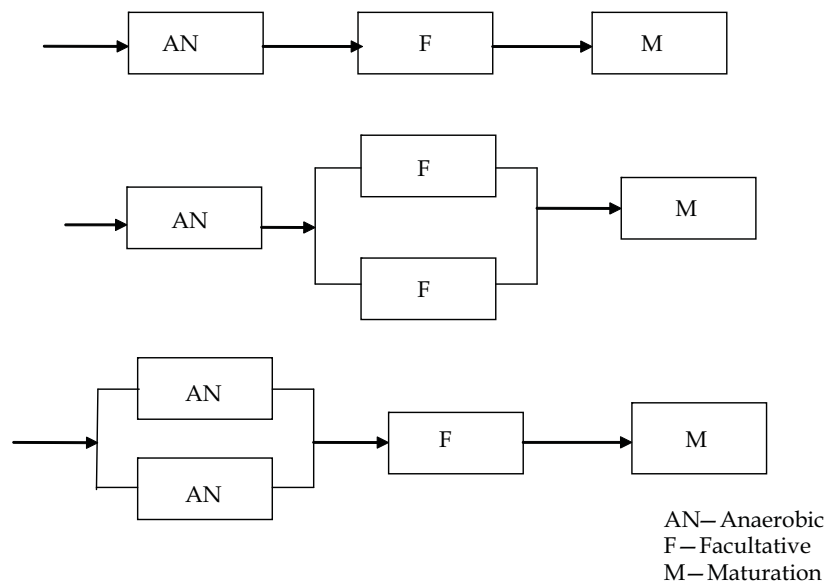 AN F M
F
AN M
F
AN
F M
AN
AN—Anaerobic
F—Facultative
M—Maturation